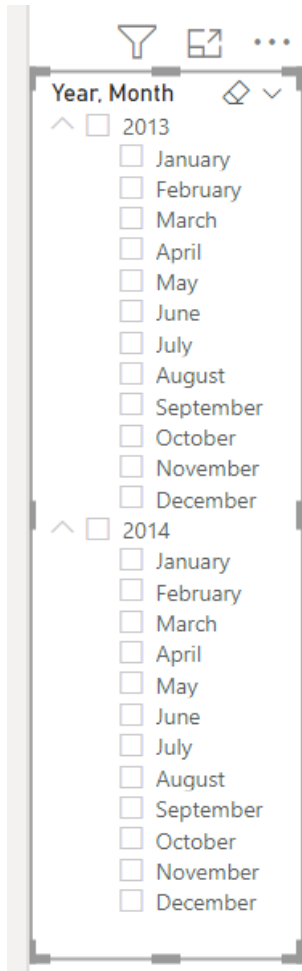 Year, Month
2013
January
February
March
April
May
June
July
August
September
October
November
December
2014
January
February
March
April
May
June
July
August
September
October
November
December